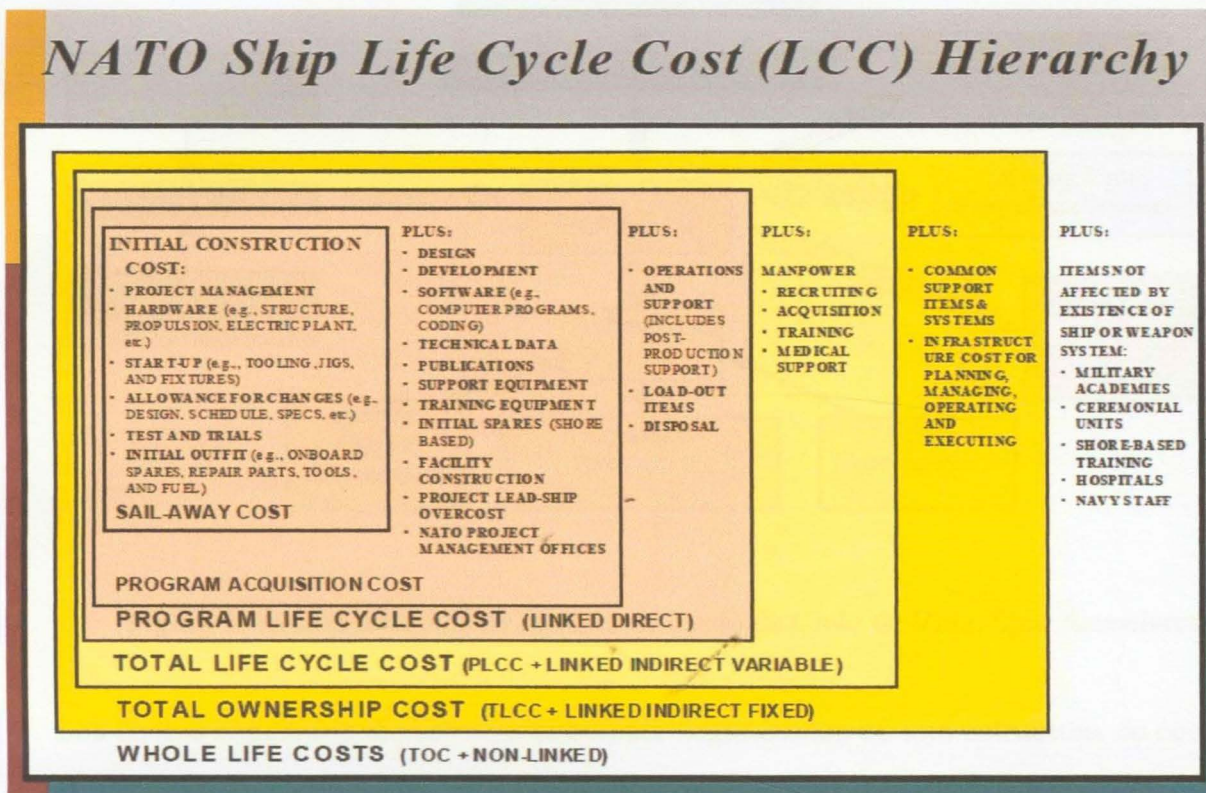 NATO Ship Life Cycle Cost (LCC) Hierarchy
INITIAL CONSTRUCTION
COST:
• PROJECT MANAGEMENT
• HARDWARE (e.g., STRUCTURE,
PROPULSION, ELECTRIC PLANT,
etc.)
• START-UP (e.g., TOOLING, JIGS,
AND FIXTURES)
• ALLOWANCE FOR CHANGES (e.g.,
DESIGN, SCHEDULE, SPECS, etc.)
• TEST AND TRIALS
• INITIAL OUTFIT (e.g., ONBOARD
SPARES, REPAIR PARTS, TOOLS,
AND FUEL)
SAIL-AWAY COST
PLUS:
• DESIGN
• DEVELOPMENT
• SOFTWARE (e.g.,
COMPUTER PROGRAMS,
CODING)
• TECHNICAL DATA
• PUBLICATIONS
• SUPPORT EQUIPMENT
• TRAINING EQUIPMENT
• INITIAL SPARES (SHORE
BASED)
• FACILITY
CONSTRUCTION
• PROJECT LEAD-SHIP
OVERCOST
• NATO PROJECT
MANAGEMENT OFFICES
PROGRAM ACQUISITION COST
PLUS:
• OPERATIONS
AND
SUPPORT
(INCLUDES
POST-
PRODUCTION
SUPPORT)
• LOAD-OUT
ITEMS
• DISPOSAL
PROGRAM LIFE CYCLE COST (LINKED DIRECT)
PLUS:
MANPOWER
• RECRUITING
• ACQUISITION
• TRAINING
• MEDICAL
SUPPORT
TOTAL LIFE CYCLE COST (PLCC + LINKED INDIRECT VARIABLE)
PLUS:
• COMMON
SUPPORT
ITEMS &
SYSTEMS
• INFRASTRUCT
URE COST FOR
PLANNING,
MANAGING,
OPERATING
AND
EXECUTING
TOTAL OWNERSHIP COST (TLCC + LINKED INDIRECT FIXED)
PLUS:
ITEMS NOT
AFFECTED BY
EXISTENCE OF
SHIP OR WEAPON
SYSTEM:
• MILITARY
ACADEMIES
• CEREMONIAL
UNITS
• SHORE-BASED
TRAINING
• HOSPITALS
• NAVY STAFF
WHOLE LIFE COSTS (TOC + NON-LINKED)